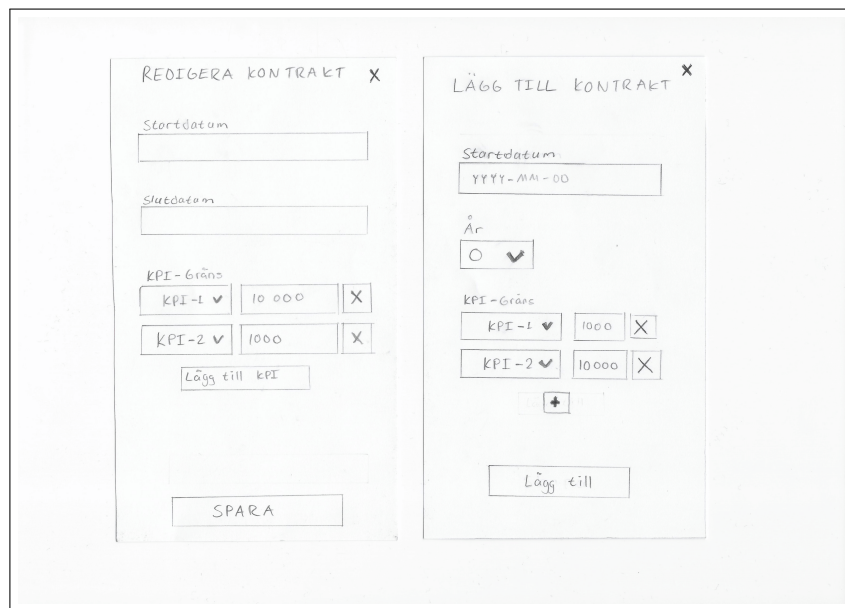 REDIGERA KONTRAKT X
Startdatum
Slutdatum
KPI-Gräns
KPI-1 10 000 X
KPI-2 1000 X
Lägg till KPI
SPARA
LÄGG TILL KONTRAKT X
Startdatum
YYYY-MM-DD
År
0
KPI-Gräns
KPI-1 1000 X
KPI-2 10000 X
+
Lägg till